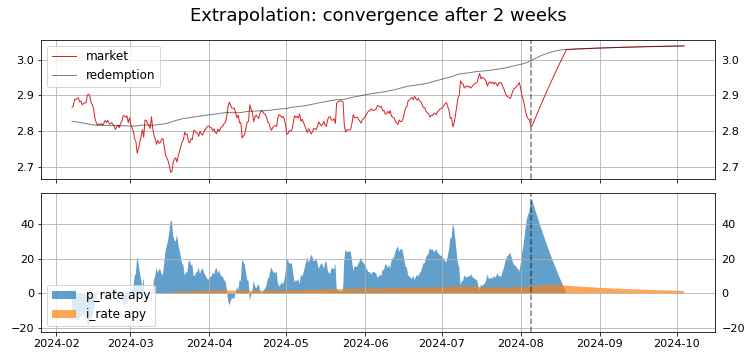 Extrapolation: convergence after 2 weeks
market
redemption
3.0
2.9
2.8
2.7
3.0
2.9
2.8
2.7
40
20
0
−20
40
20
0
−20
p_rate apy
i_rate apy
2024-02 2024-03 2024-04 2024-05 2024-06 2024-07 2024-08 2024-09 2024-10